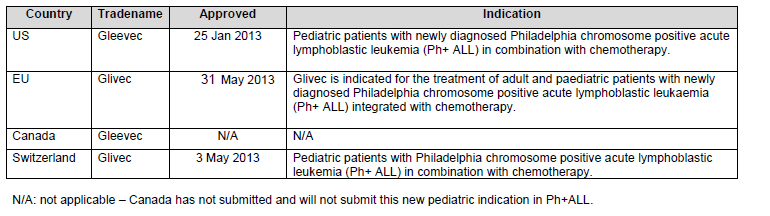 Country Tradename Approved Indication
US Gleevec 25 Jan 2013 Pediatric patients with newly diagnosed Philadelphia chromosome positive acute
lymphoblastic leukemia (Ph+ ALL) in combination with chemotherapy.
EU Glivec 31 May 2013 Glivec is indicated for the treatment of adult and paediatric patients with newly
diagnosed Philadelphia chromosome positive acute lymphoblastic leukaemia
(Ph+ ALL) integrated with chemotherapy.
Canada Gleevec N/A N/A
Switzerland Glivec 3 May 2013 Pediatric patients with Philadelphia chromosome positive acute lymphoblastic
leukemia (Ph+ ALL) in combination with chemotherapy.
N/A: not applicable – Canada has not submitted and will not submit this new pediatric indication in Ph+ALL.